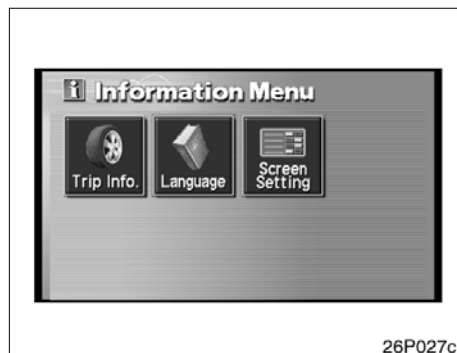 i Information Menu
Trip Info.
Language
Screen
Setting
26P027c